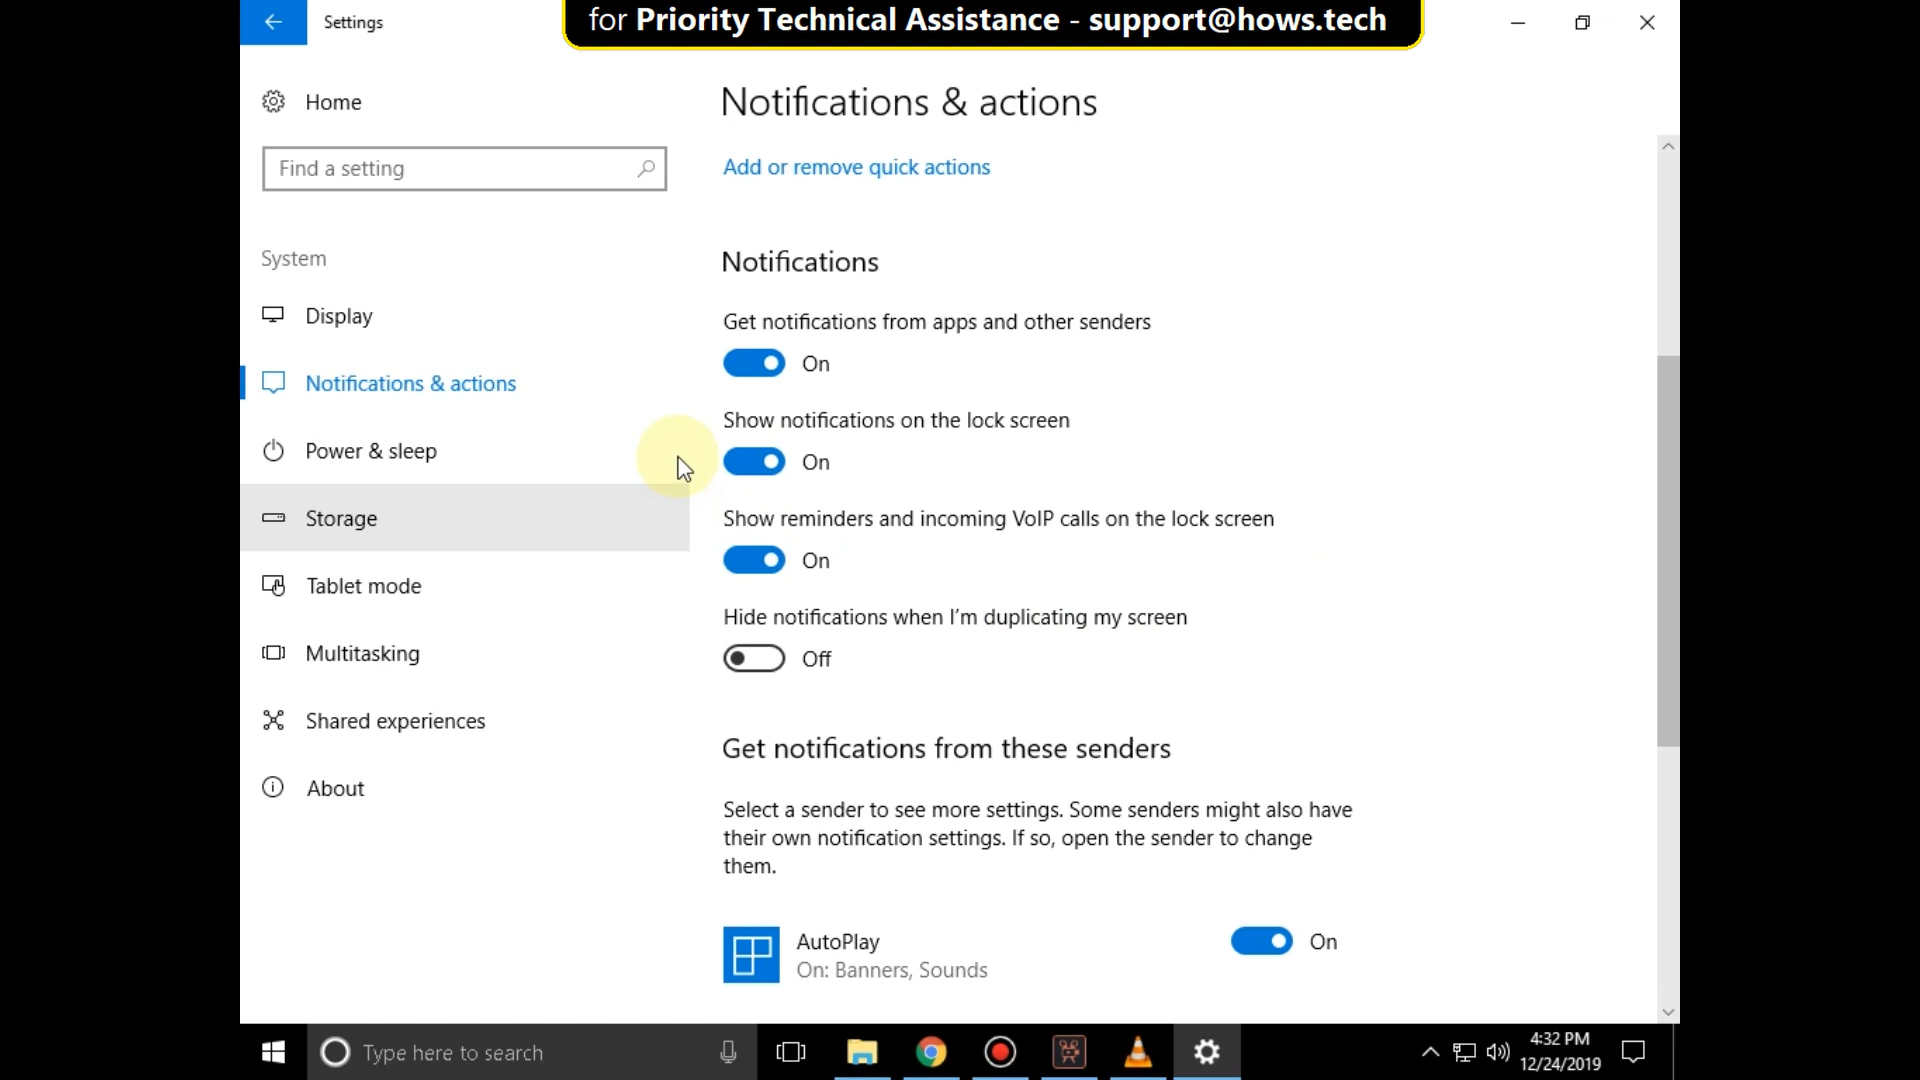 for Priority Technical Assistance - support@hows.tech
Settings
Home
Find a setting
System
Display
Notifications & actions
Power & sleep
Storage
Tablet mode
Multitasking
Shared experiences
About
Notifications & actions
Add or remove quick actions
Notifications
Get notifications from apps and other senders
On
Show notifications on the lock screen
On
Show reminders and incoming VoIP calls on the lock screen
On
Hide notifications when I'm duplicating my screen
Off
Get notifications from these senders
Select a sender to see more settings. Some senders might also have
their own notification settings. If so, open the sender to change
them.
AutoPlay
On: Banners, Sounds
On
Type here to search
4:32 PM
12/24/2019